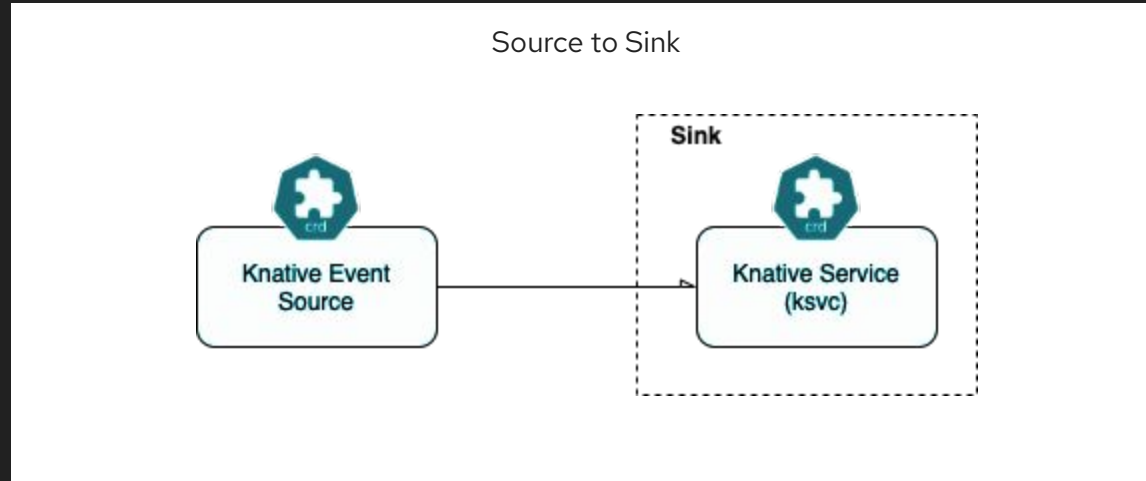 Source to Sink
Sink
crd
crd
Knative Event
Source
Knative Service
(ksvc)